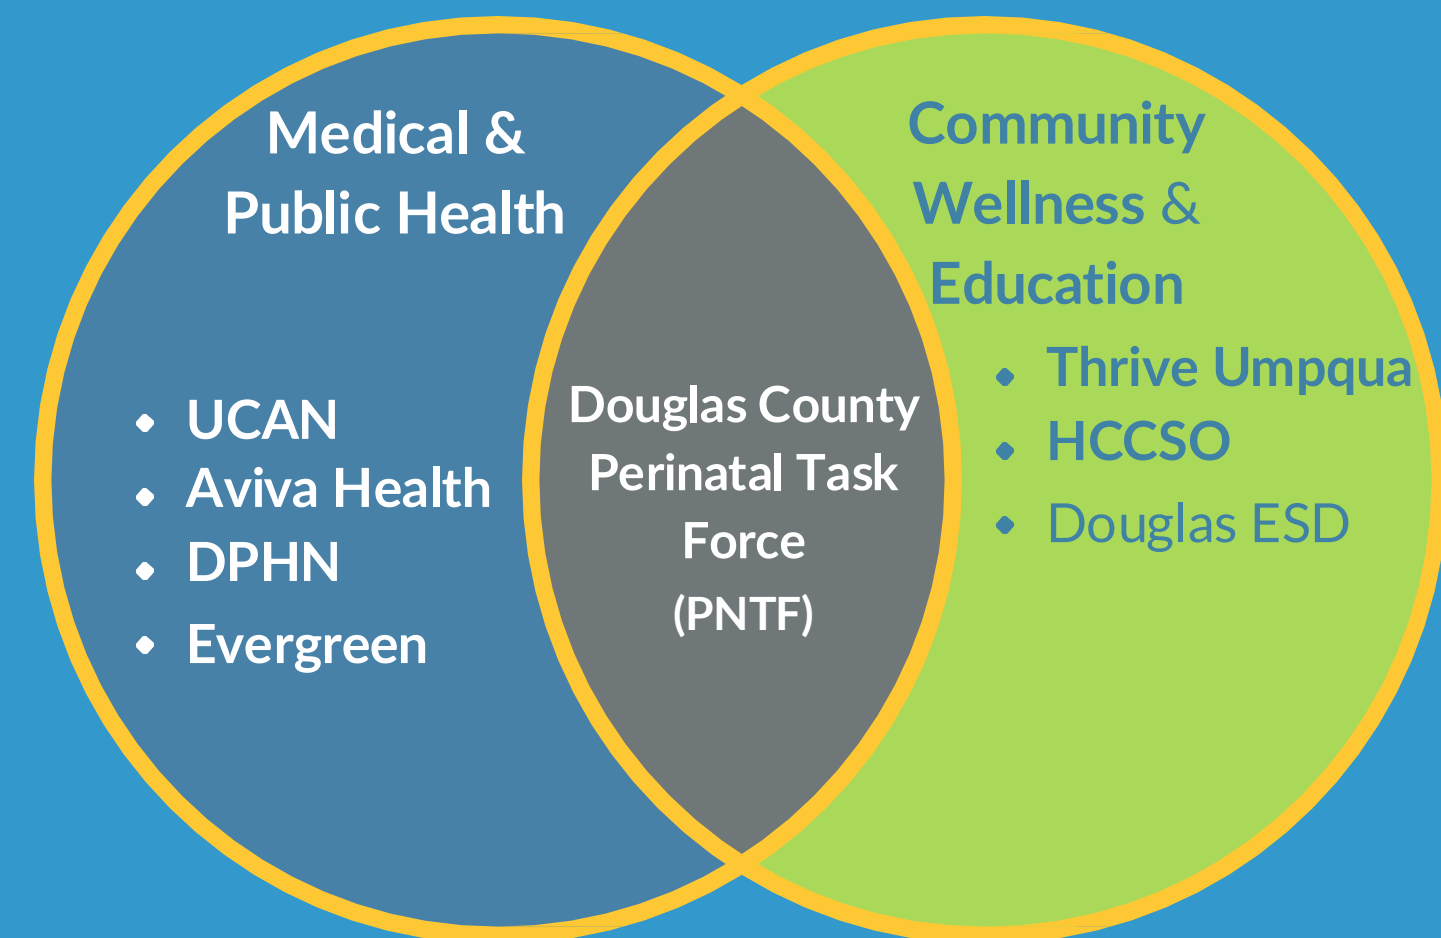 Medical &
Public Health
• UCAN
• Aviva Health
• DPHN
• Evergreen
Douglas County
Perinatal Task
Force
(PNTF)
Community
Wellness &
Education
• Thrive Umpqua
• HCCSO
• Douglas ESD